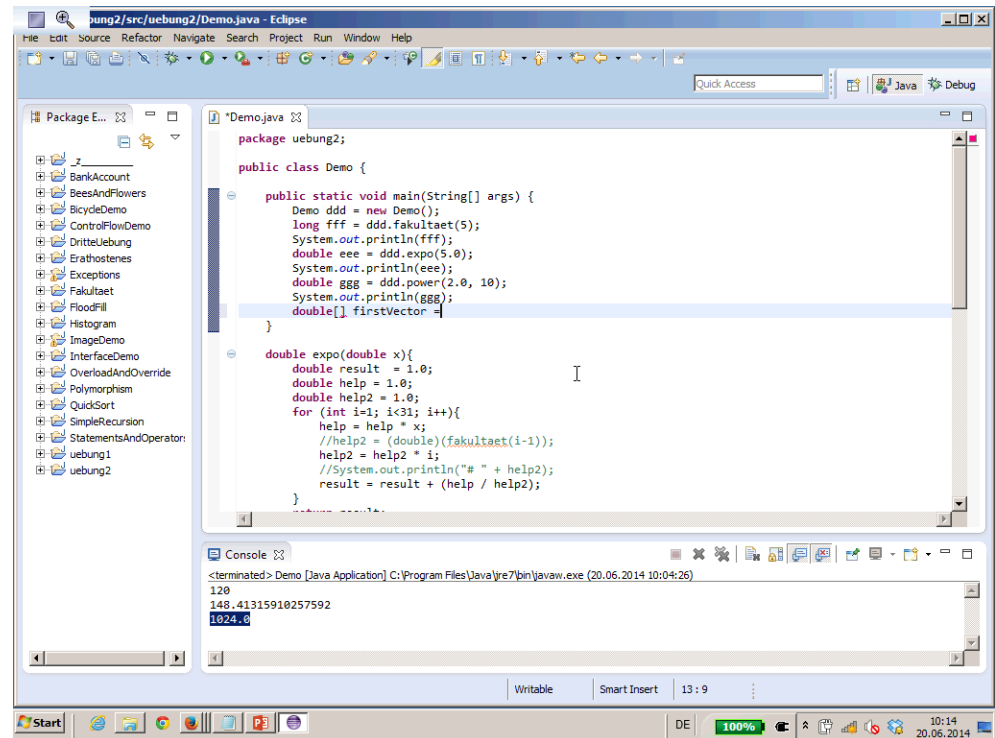 oung2/src/uebung2/Demo.java - Eclipse
File Edit Source Refactor Navigate Search Project Run Window Help
Quick Access
Java
Debug
Package E...
_z_________
BankAccount
BeesAndFlowers
BicycleDemo
ControlFlowDemo
DritteUebung
Erathostenes
Exceptions
Fakultaet
FloodFill
Histogram
ImageDemo
InterfaceDemo
OverloadAndOverride
Polymorphism
QuickSort
SimpleRecursion
StatementsAndOperator
uebung1
uebung2
*Demo.java
package uebung2;
public class Demo {
public static void main(String[] args) {
Demo ddd = new Demo();
long fff = ddd.fakultaet(5);
System.out.println(fff);
double eee = ddd.expo(5.0);
System.out.println(eee);
double ggg = ddd.power(2.0, 10);
System.out.println(ggg);
double[] firstVector =
}
double expo(double x){
double result  = 1.0;
double help = 1.0;
double help2 = 1.0;
for (int i=1; i<31; i++){
help = help * x;
//help2 = (double)(fakultaet(i-1));
help2 = help2 * i;
//System.out.println("# " + help2);
result = result + (help / help2);
}
Console
<terminated> Demo [Java Application] C:\Program Files\Java\jre7\bin\javaw.exe (20.06.2014 10:04:26)
120
148.41315910257592
1024.0
Writable
Smart Insert
13 : 9
Start
DE
100%
10:14
20.06.2014